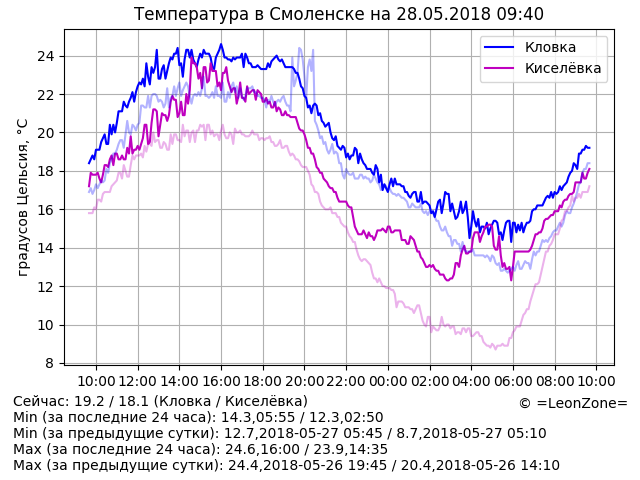 Температура в Смоленске на 28.05.2018 09:40
Кловка
Киселёвка
градусов Цельсия, °C
24
22
20
18
16
14
12
10
8
10:00 12:00 14:00 16:00 18:00 20:00 22:00 00:00 02:00 04:00 06:00 08:00 10:00
Сейчас: 19.2 / 18.1 (Кловка / Киселёвка)
© =LeonZone=
Min (за последние 24 часа): 14.3,05:55 / 12.3,02:50
Min (за предыдущие сутки): 12.7,2018-05-27 05:45 / 8.7,2018-05-27 05:10
Max (за последние 24 часа): 24.6,16:00 / 23.9,14:35
Max (за предыдущие сутки): 24.4,2018-05-26 19:45 / 20.4,2018-05-26 14:10